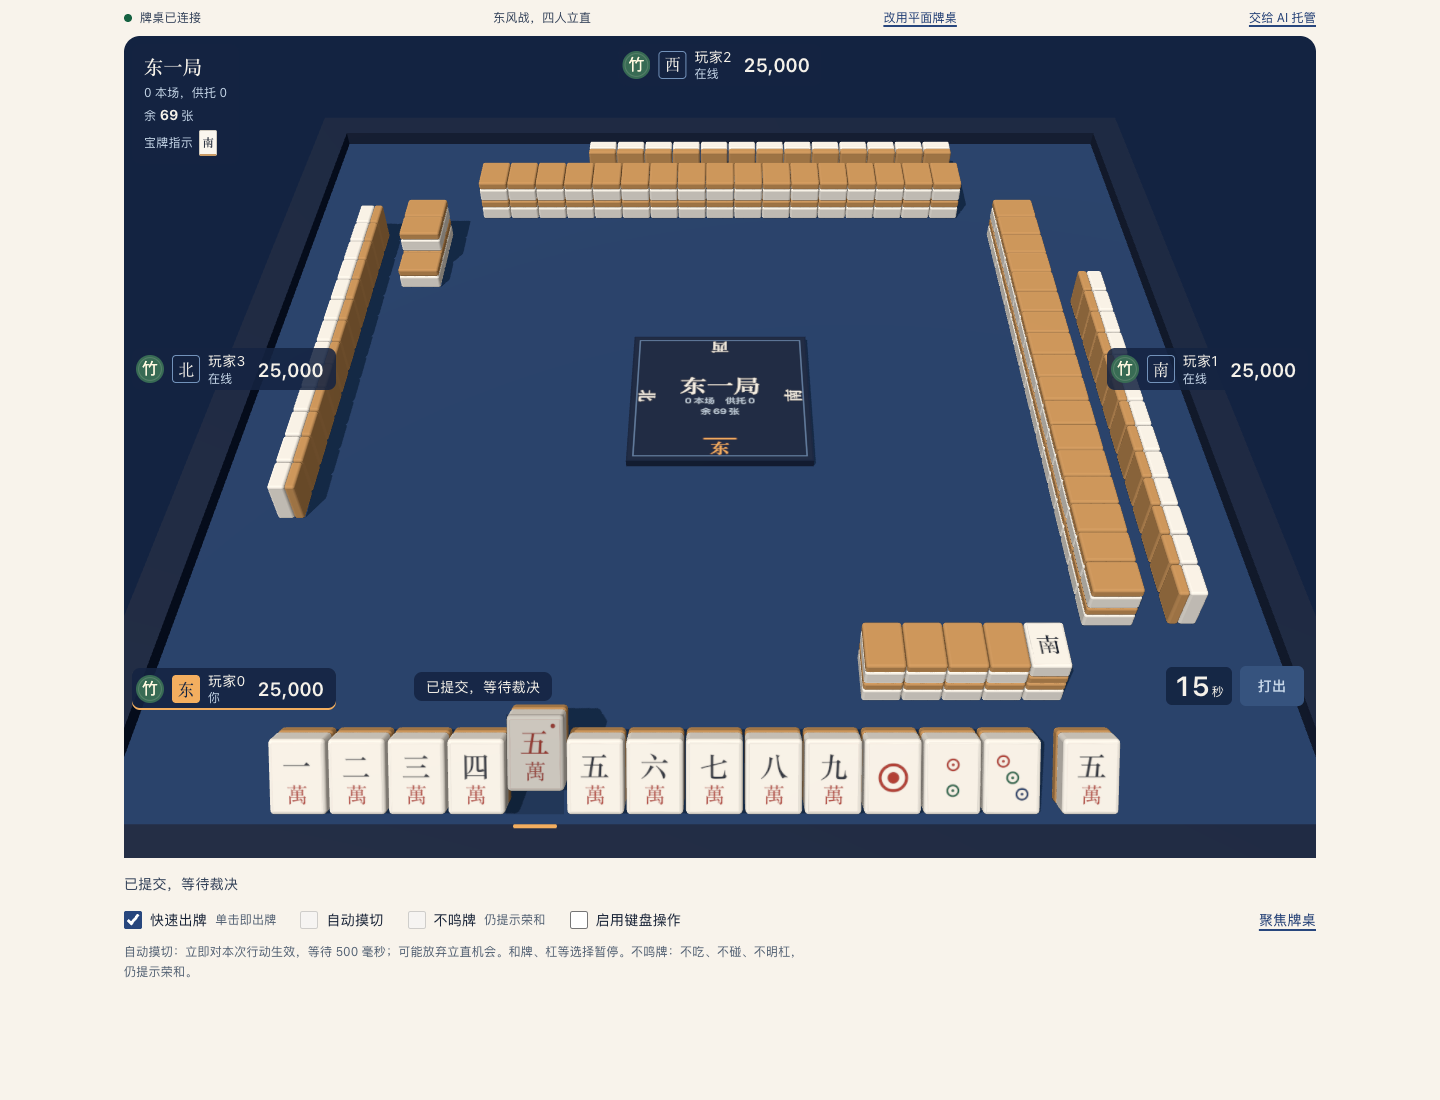 牌桌已连接
东风战，四人立直
改用平面牌桌
交给 AI 托管
东一局
0 本场，供托 0
余 69 张
宝牌指示 南
竹 西 玩家2 在线 25,000
竹 北 玩家3 在线 25,000
西
北
东一局
南
0 本场 供托 0
余 69 张
东
竹 南 玩家1 在线 25,000
南
竹 东 玩家0 你 25,000
已提交，等待裁决
15 秒
打出
一萬 二萬 三萬 四萬 五萬 五萬 六萬 七萬 八萬 九萬 五萬
已提交，等待裁决
快速出牌 单击即出牌 自动摸切 不鸣牌 仍提示荣和 启用键盘操作
聚焦牌桌
自动摸切：立即对本次行动生效，等待 500 毫秒；可能放弃立直机会。和牌、杠等选择暂停。不鸣牌：不吃、不碰、不明杠，
仍提示荣和。